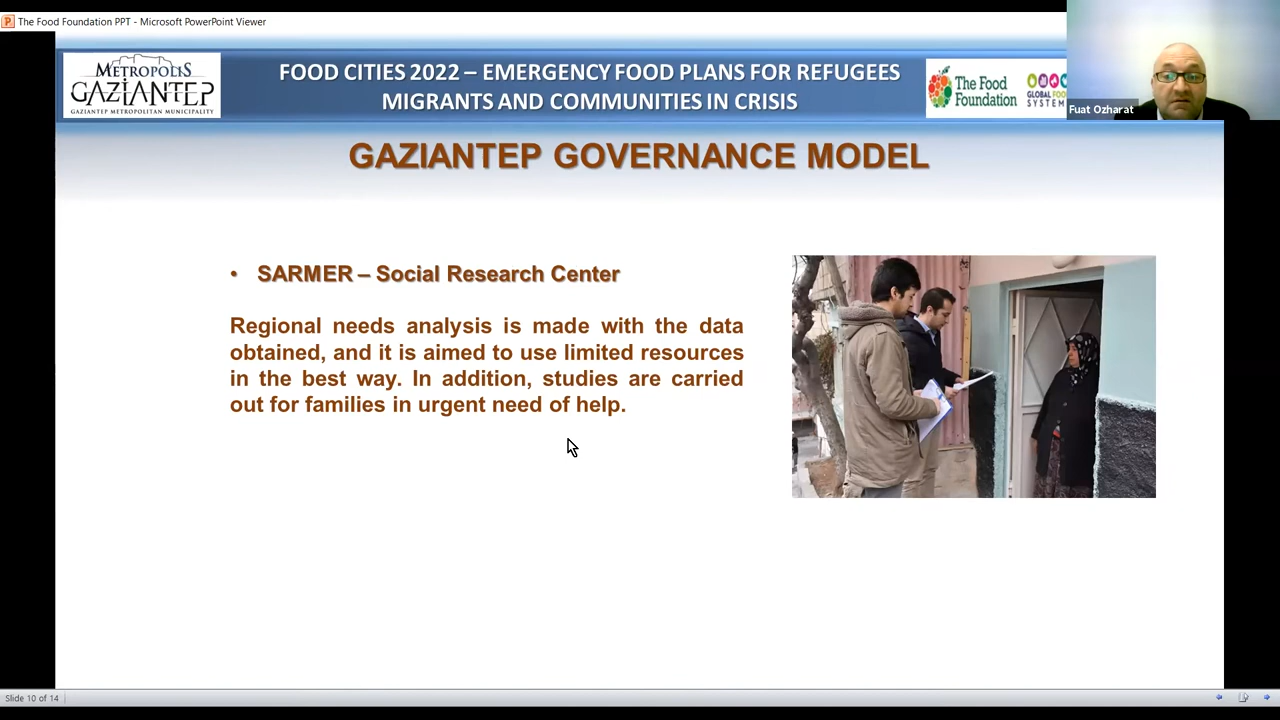 The Food Foundation PPT - Microsoft PowerPoint Viewer
METROPOLIS
GAZIANTEP
GAZIANTEP METROPOLITAN MUNICIPALITY
FOOD CITIES 2022 – EMERGENCY FOOD PLANS FOR REFUGEES
MIGRANTS AND COMMUNITIES IN CRISIS
The Food
Foundation
Fuat Ozharat
GAZIANTEP GOVERNANCE MODEL
• SARMER – Social Research Center
Regional needs analysis is made with the data
obtained, and it is aimed to use limited resources
in the best way. In addition, studies are carried
out for families in urgent need of help.
Slide 10 of 14